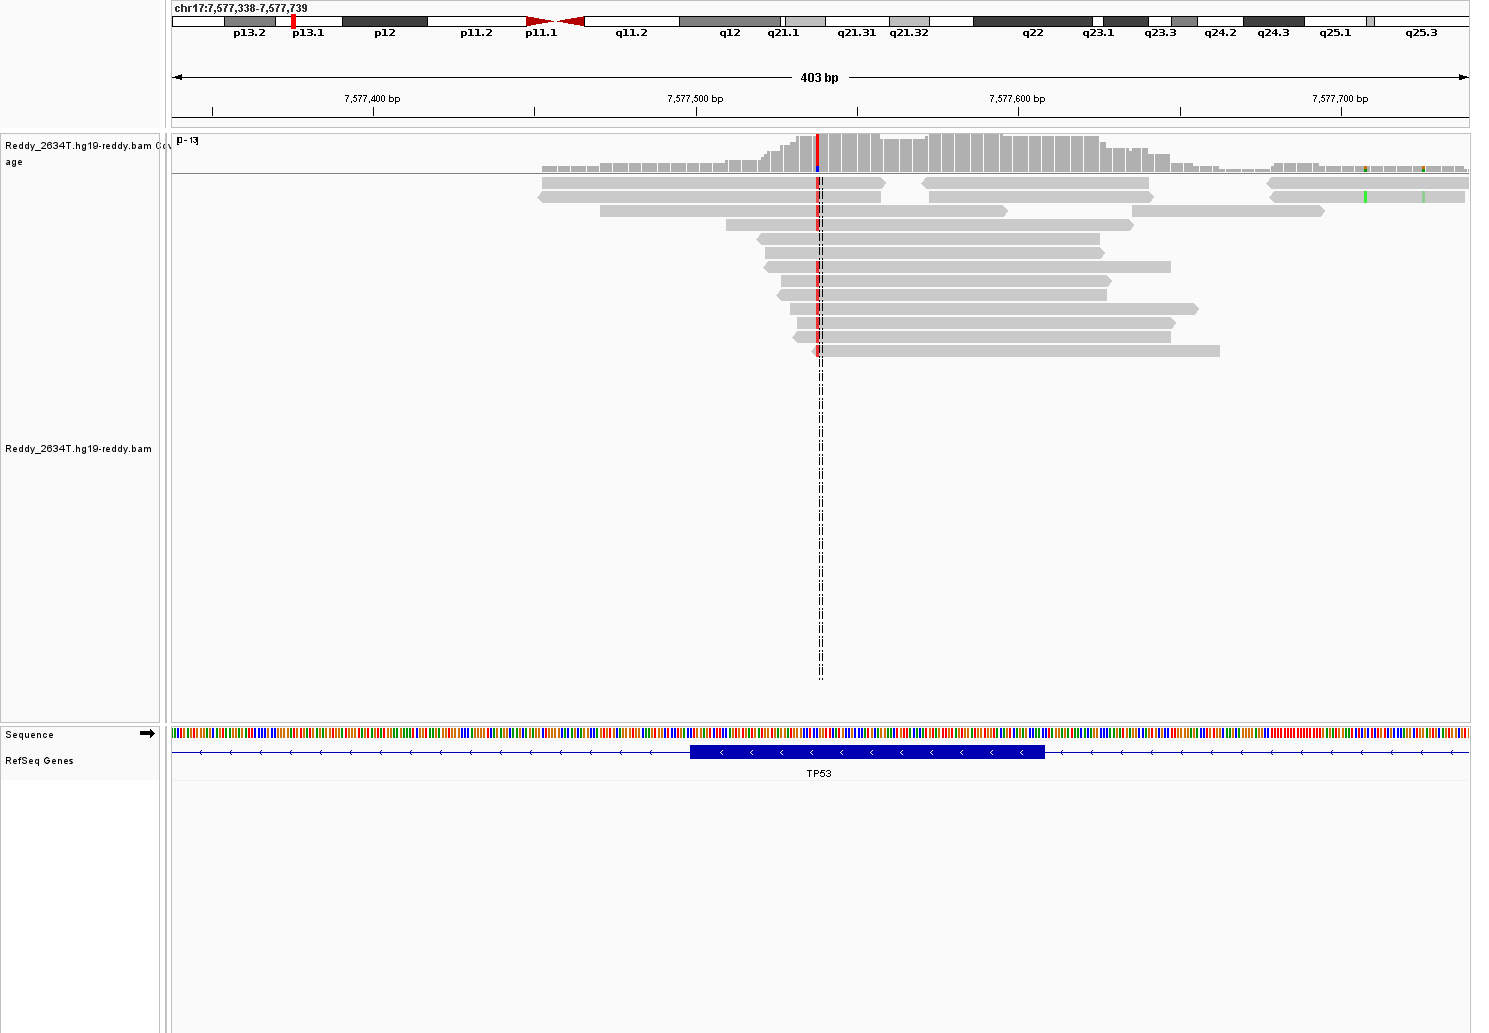 chr17:7,577,338-7,577,739
p13.2 p13.1 p12 p11.2 p11.1 q11.2 q12 q21.1 q21.31 q21.32 q22 q23.1 q23.3 q24.2 q24.3 q25.1 q25.3
403 bp
7,577,400 bp 7,577,500 bp 7,577,600 bp 7,577,700 bp
Reddy_2634T.hg19-reddy.bam Cov
age
[0 - 13]
Reddy_2634T.hg19-reddy.bam
Sequence
RefSeq Genes
TP53